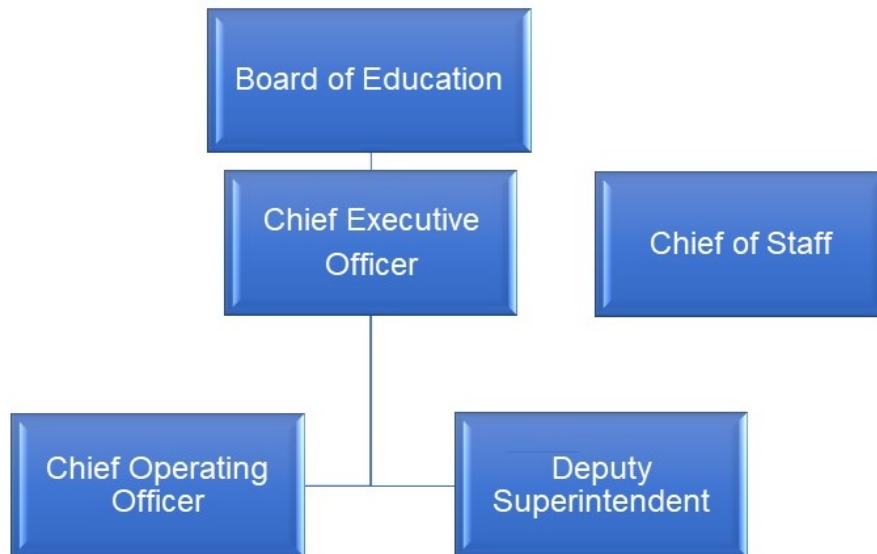 Board of Education
Chief Executive
Officer
Chief of Staff
Chief Operating
Officer
Deputy
Superintendent